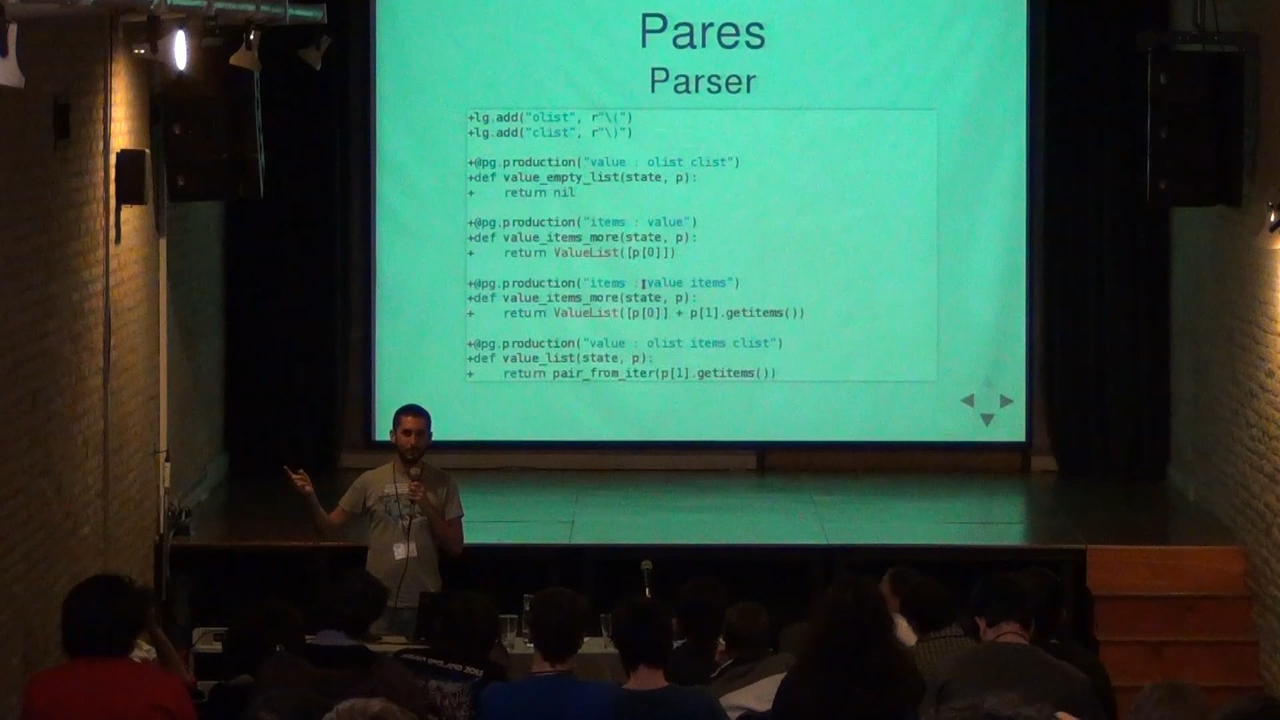 Pares
Parser
+lg.add("olist", r"\(")
+lg.add("clist", r"\)")
+@pg.production("value : olist clist")
+def value_empty_list(state, p):
+    return nil
+@pg.production("items : value")
+def value_items_more(state, p):
+    return ValueList([p[0]])
+@pg.production("items : value items")
+def value_items_more(state, p):
+    return ValueList([p[0]] + p[1].getitems())
+@pg.production("value : olist items clist")
+def value_list(state, p):
+    return pair_from_iter(p[1].getitems())